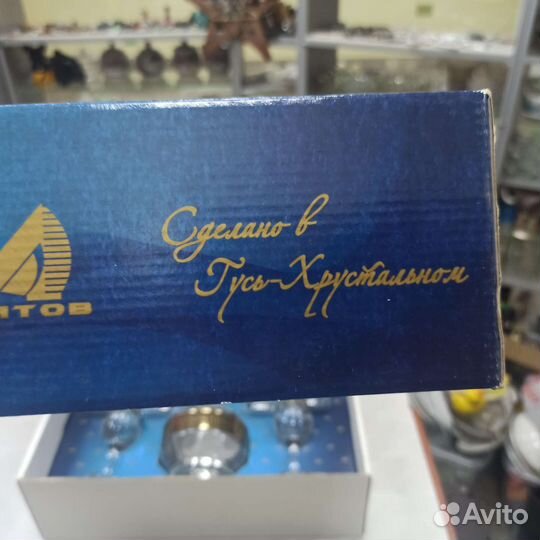 Сделано в
Гусь-Хрустальном
Avito